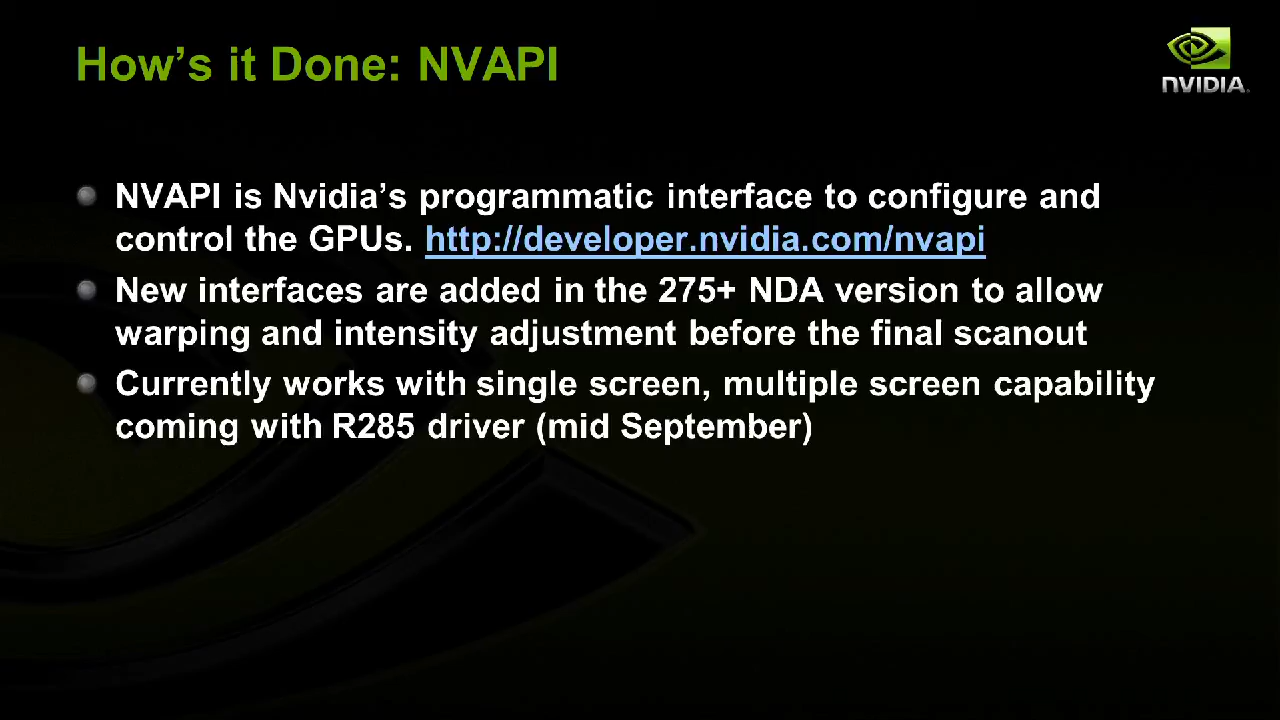 How’s it Done: NVAPI
NVIDIA®
NVAPI is Nvidia’s programmatic interface to configure and
control the GPUs. http://developer.nvidia.com/nvapi
New interfaces are added in the 275+ NDA version to allow
warping and intensity adjustment before the final scanout
Currently works with single screen, multiple screen capability
coming with R285 driver (mid September)